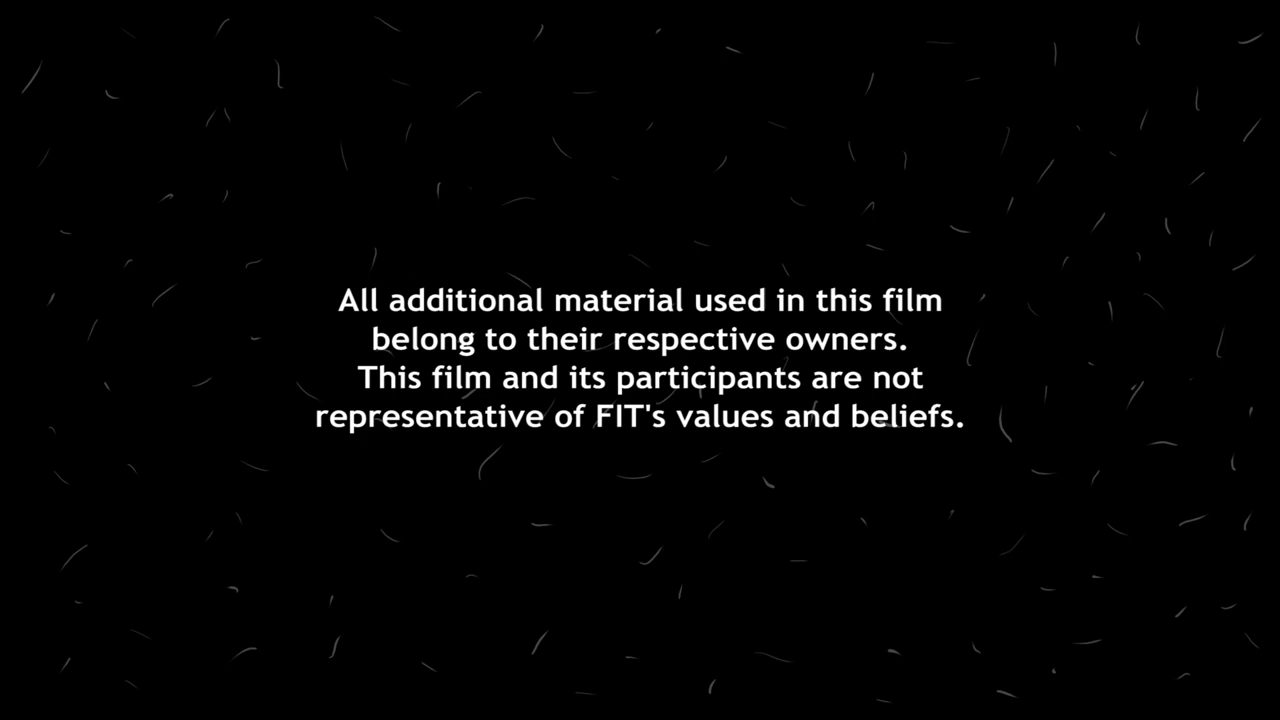 All additional material used in this film
belong to their respective owners.
This film and its participants are not
representative of FIT's values and beliefs.